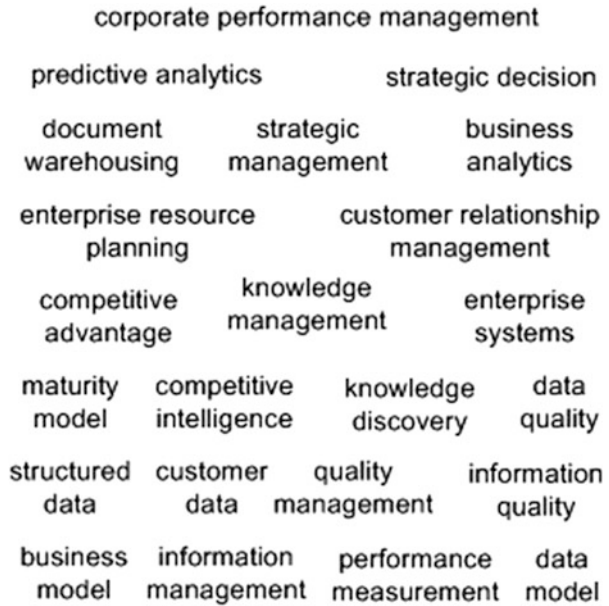 corporate performance management
predictive analytics
strategic decision
document
warehousing
strategic
management
business
analytics
enterprise resource
planning
customer relationship
management
competitive
advantage
knowledge
management
enterprise
systems
maturity
model
competitive
intelligence
knowledge
discovery
data
quality
structured
data
customer
data
quality
management
information
quality
business
model
information
management
performance
measurement
data
model